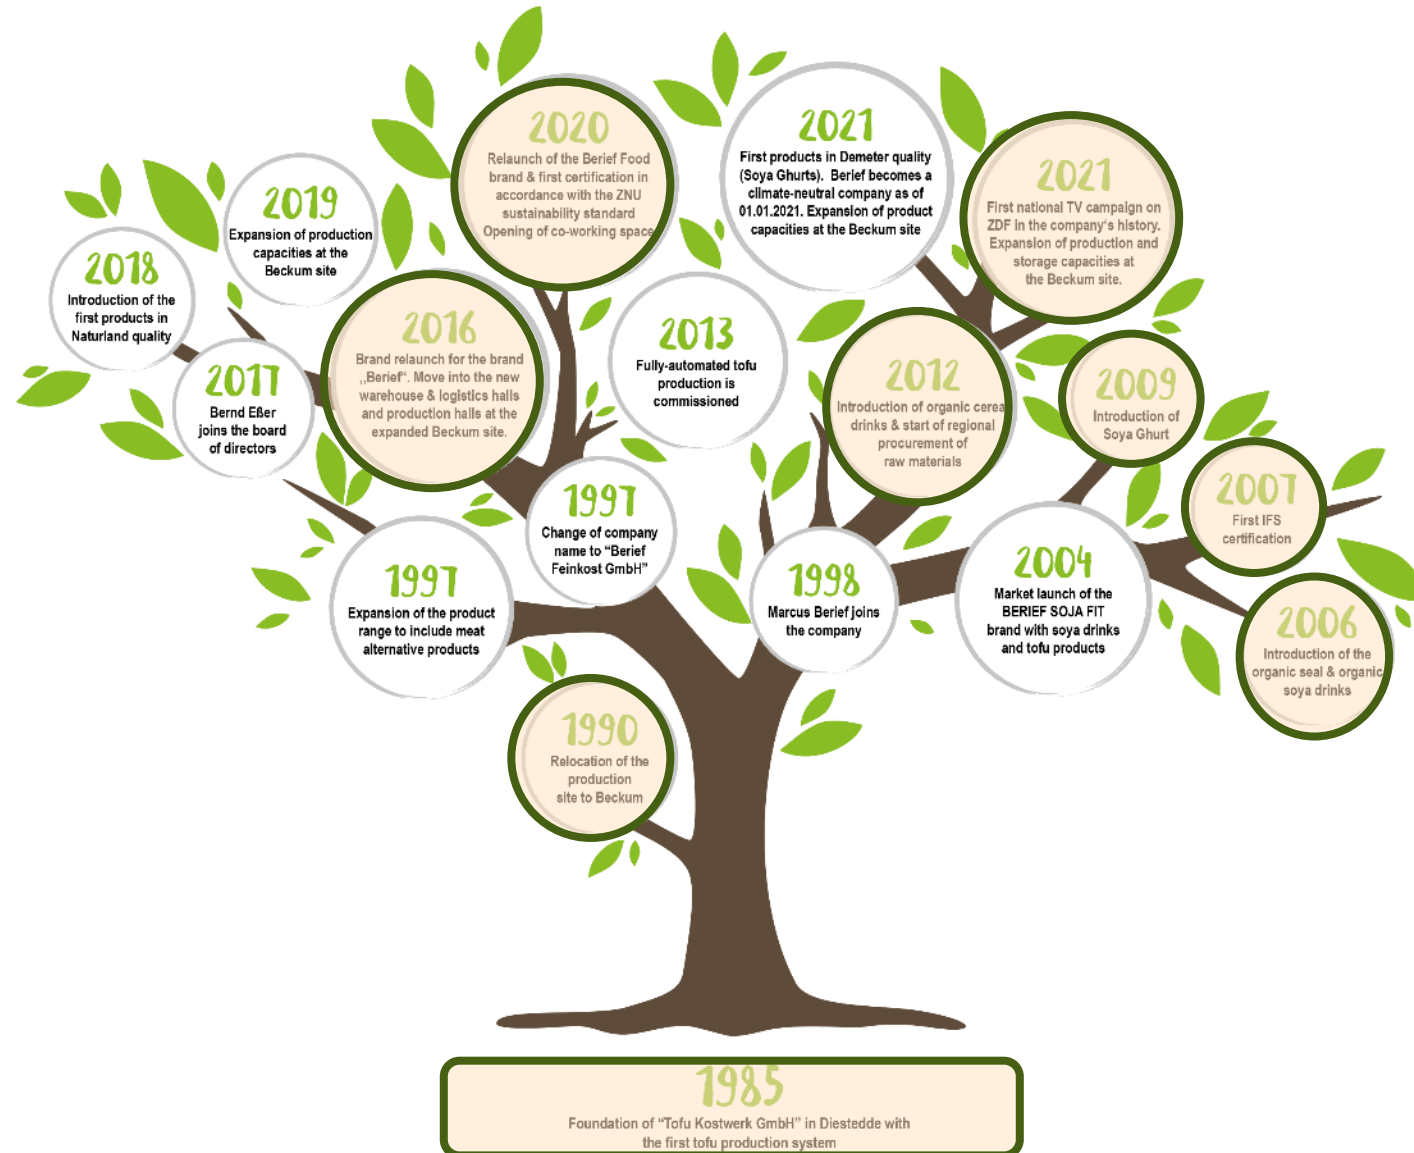 2020
Relaunch of the Berief Food
brand & first certification in
accordance with the ZNU
sustainability standard
Opening of co-working space
2021
First products in Demeter quality
(Soya Ghurts). Berief becomes a
climate-neutral company as of
01.01.2021. Expansion of product
capacities at the Beckum site
2021
First national TV campaign on
ZDF in the company's history.
Expansion of production and
storage capacities at
the Beckum site.
2019
Expansion of production
capacities at the
Beckum site
2018
Introduction of the
first products in
Naturland quality
2017
Bernd Eßer
joins the board
of directors
2016
Brand relaunch for the brand
„Berief“. Move into the new
warehouse & logistics halls
and production halls at the
expanded Beckum site.
2013
Fully-automated tofu
production is
commissioned
2012
Introduction of organic cerea
drinks & start of regional
procurement of
raw materials
2009
Introduction of
Soya Ghurt
2007
First IFS
certification
2006
Introduction of the
organic seal & organic
soya drinks
2004
Market launch of the
BERIEF SOJA FIT
brand with soya drinks
and tofu products
1998
Marcus Berief joins
the company
1997
Change of company
name to “Berief
Feinkost GmbH”
1997
Expansion of the product
range to include meat
alternative products
1990
Relocation of the
production
site to Beckum
1985
Foundation of “Tofu Kostwerk GmbH” in Diestedde with
the first tofu production system